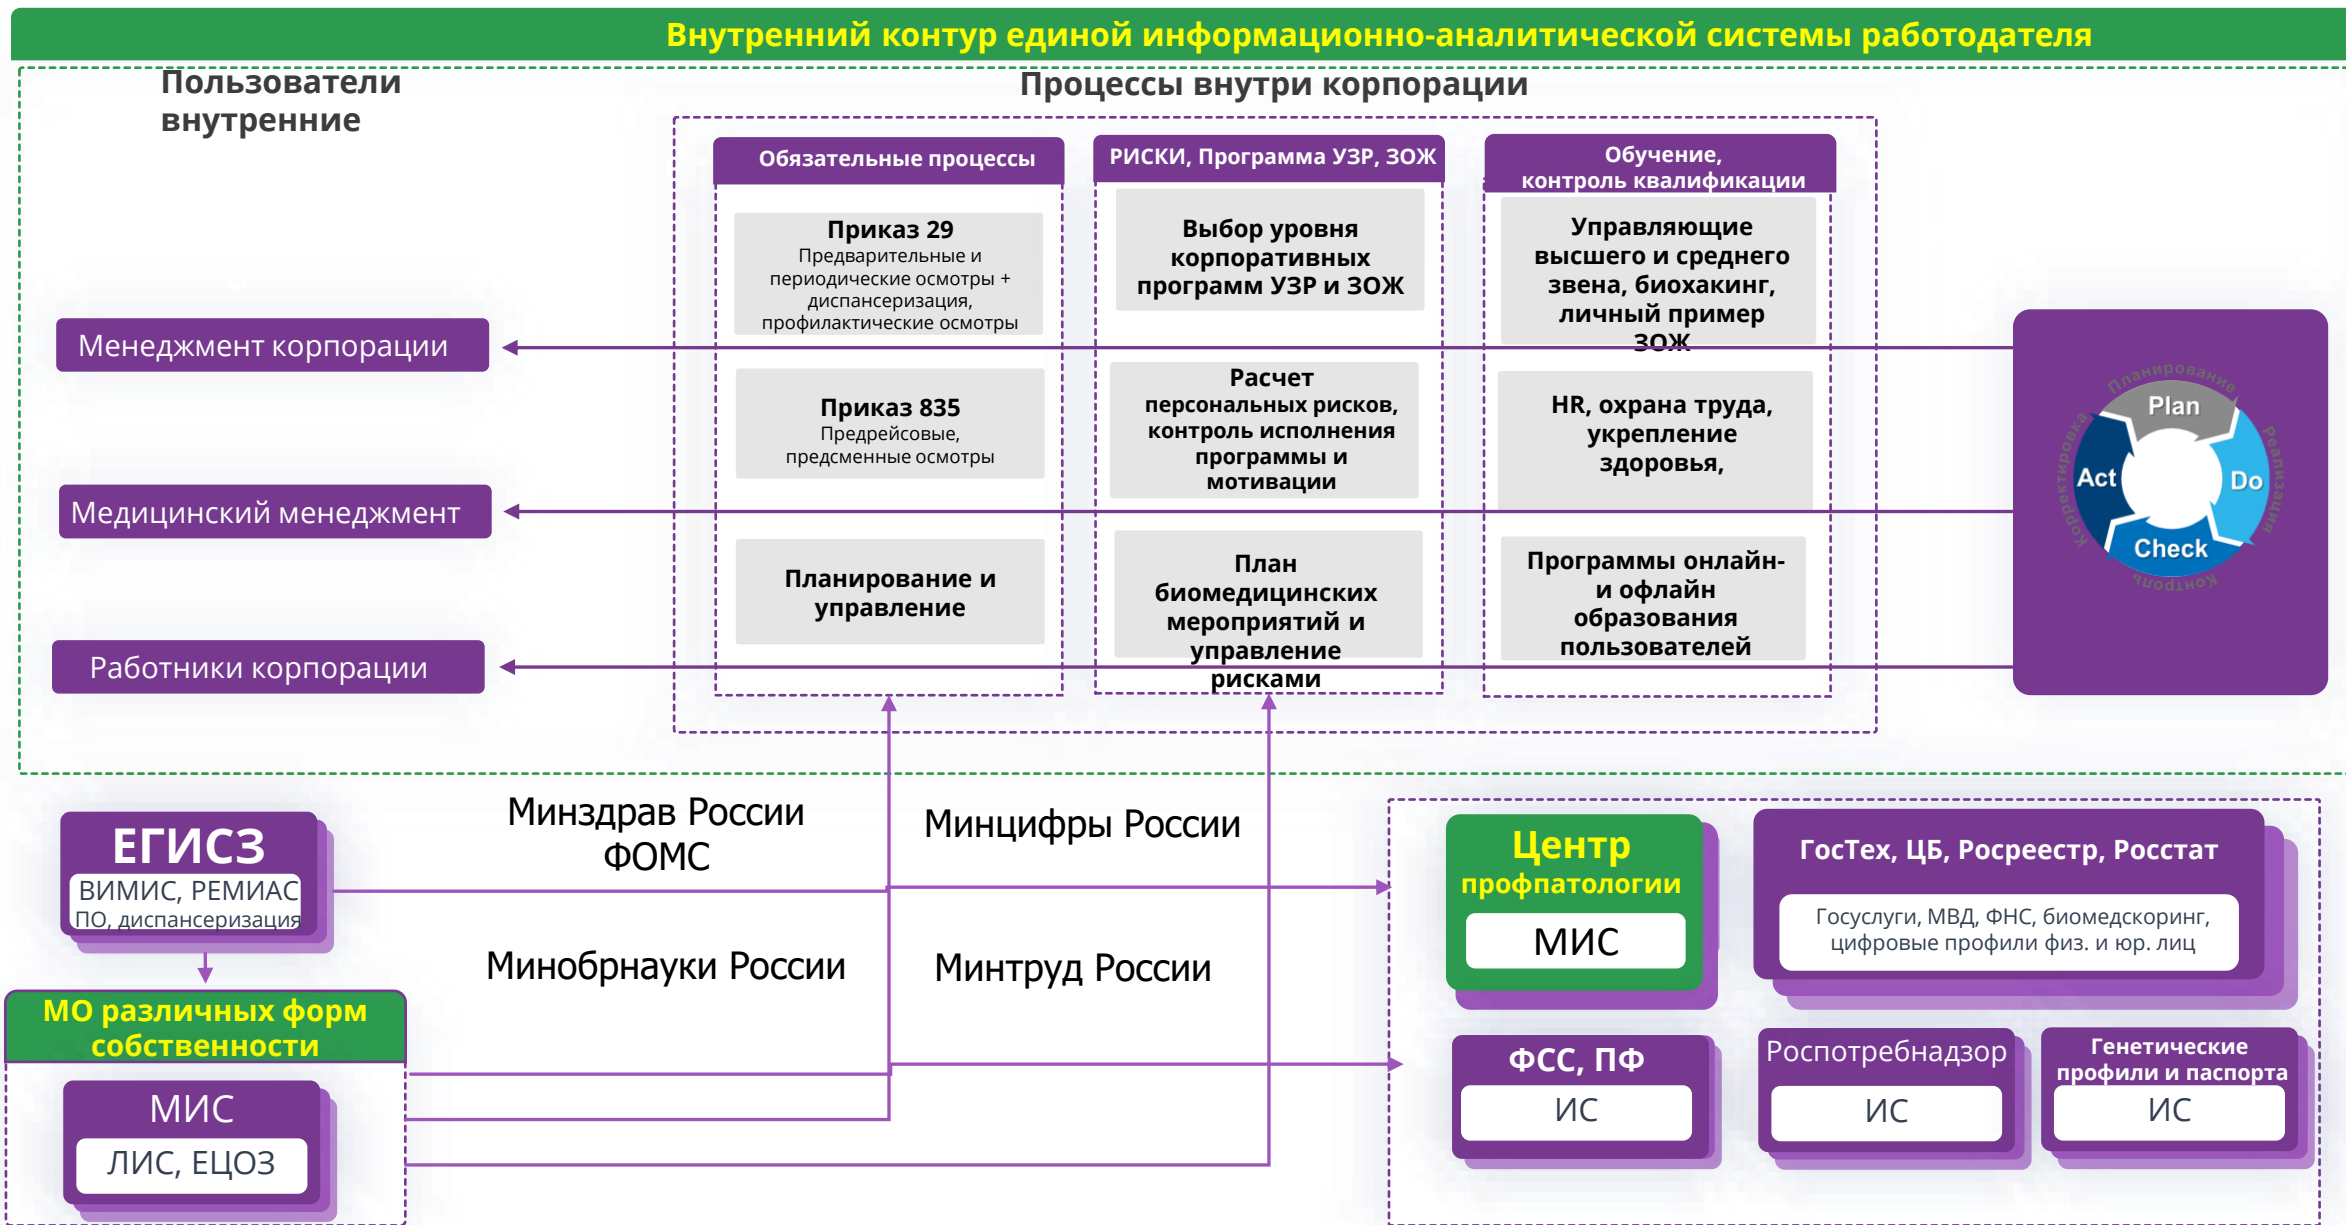 Внутренний контур единой информационно-аналитической системы работодателя
Пользователи
внутренние
Процессы внутри корпорации
Обязательные процессы
Приказ 29
Предварительные и
периодические осмотры +
диспансеризация,
профилактические осмотры
Приказ 835
Предрейсовые,
предсменные осмотры
Планирование и
управление
РИСКИ, Программа УЗР, ЗОЖ
Выбор уровня
корпоративных
программ УЗР и ЗОЖ
Расчет
персональных рисков,
контроль исполнения
программы и
мотивации
План
биомедицинских
мероприятий и
управление
рисками
Обучение,
контроль квалификации
Управляющие
высшего и среднего
звена, биохакинг,
личный пример
ЗОЖ
HR, охрана труда,
укрепление
здоровья,
Программы онлайн-
и офлайн
образования
пользователей
Менеджмент корпорации
Медицинский менеджмент
Работники корпорации
Планирование
Plan
Реализация
Do
Контроль
Check
Корректировка
Act
ЕГИСЗ
ВИМИС, РЕМИАС
ПО, диспансеризация
МО различных форм
собственности
МИС
ЛИС, ЕЦОЗ
Минздрав России
ФОМС
Минцифры России
Минобрнауки России
Минтруд России
Центр
профпатологии
МИС
ГосТех, ЦБ, Росреестр, Росстат
Госуслуги, МВД, ФНС, биомедскоринг,
цифровые профили физ. и юр. лиц
ФСС, ПФ
ИС
Роспотребнадзор
ИС
Генетические
профили и паспорта
ИС